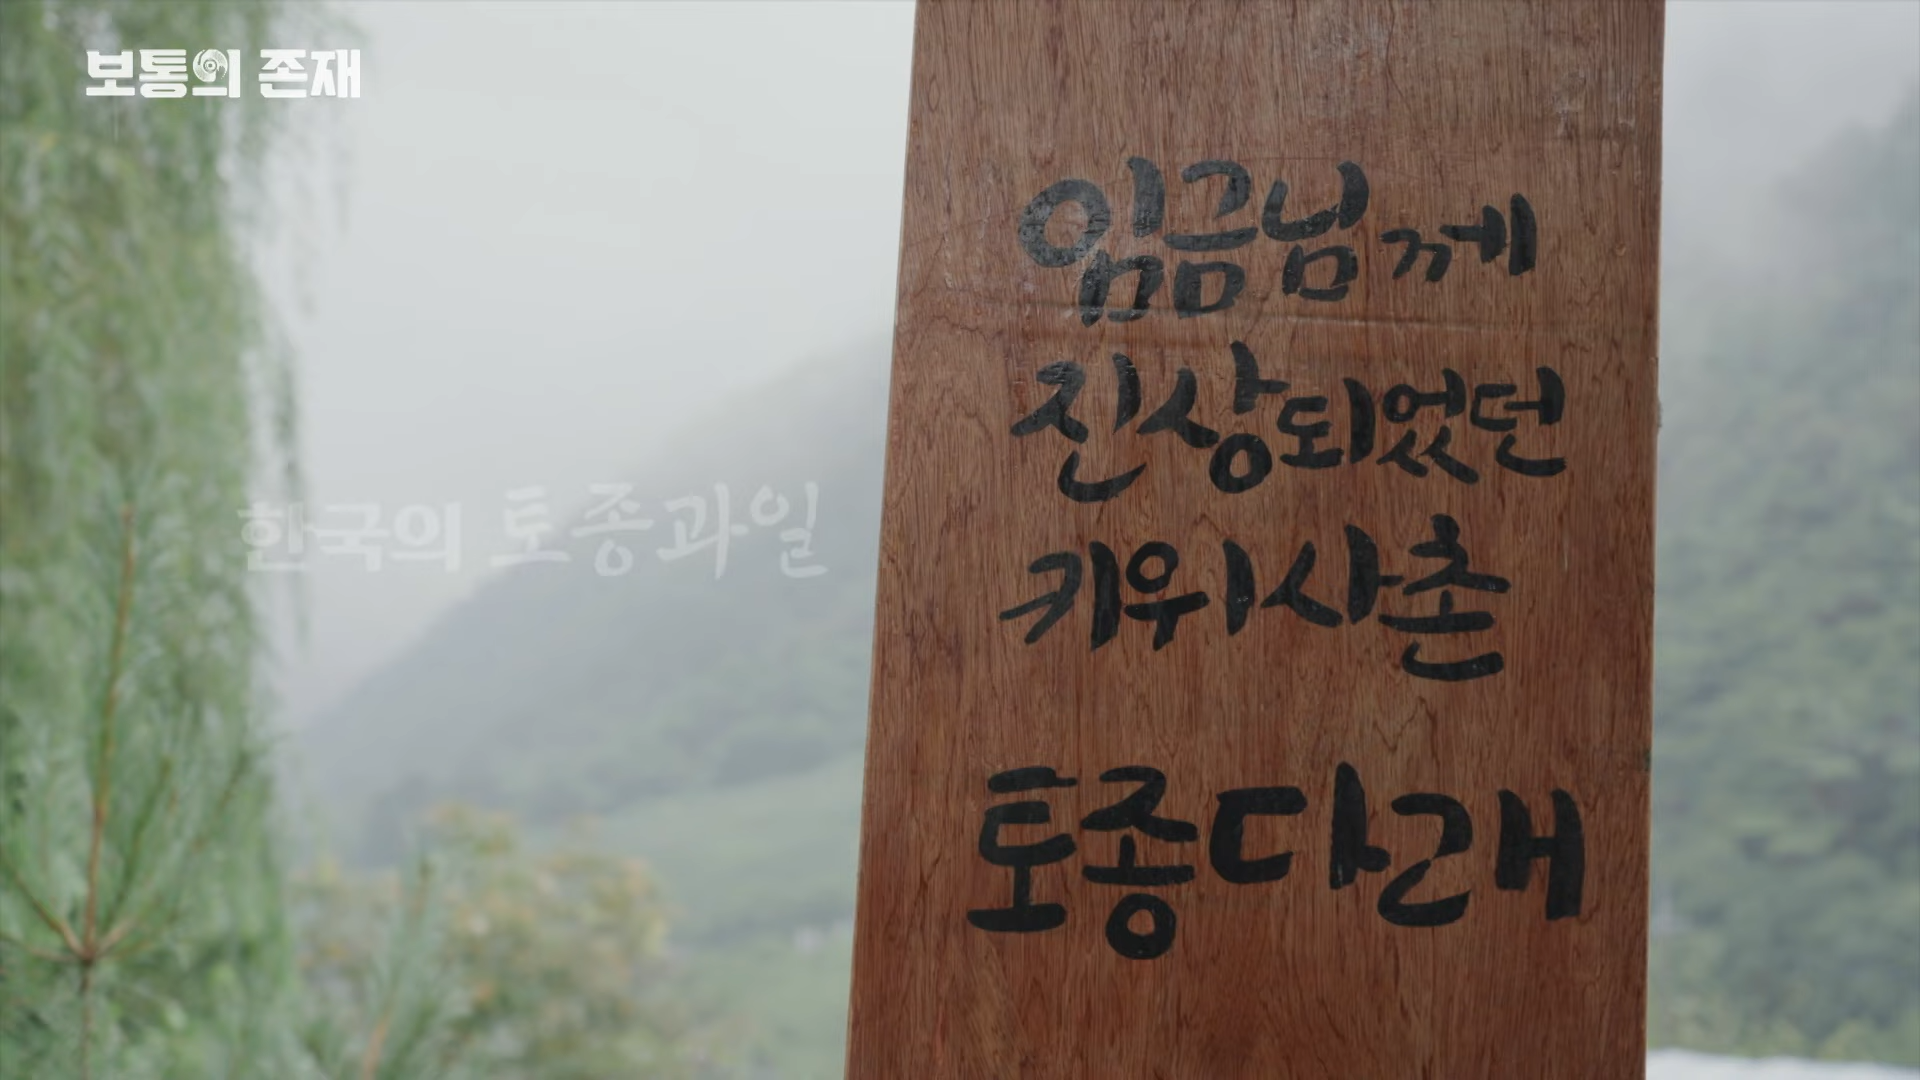 보통의 존재
한국의 토종과일
임금님께
진상되었던
키위사촌
토종다래